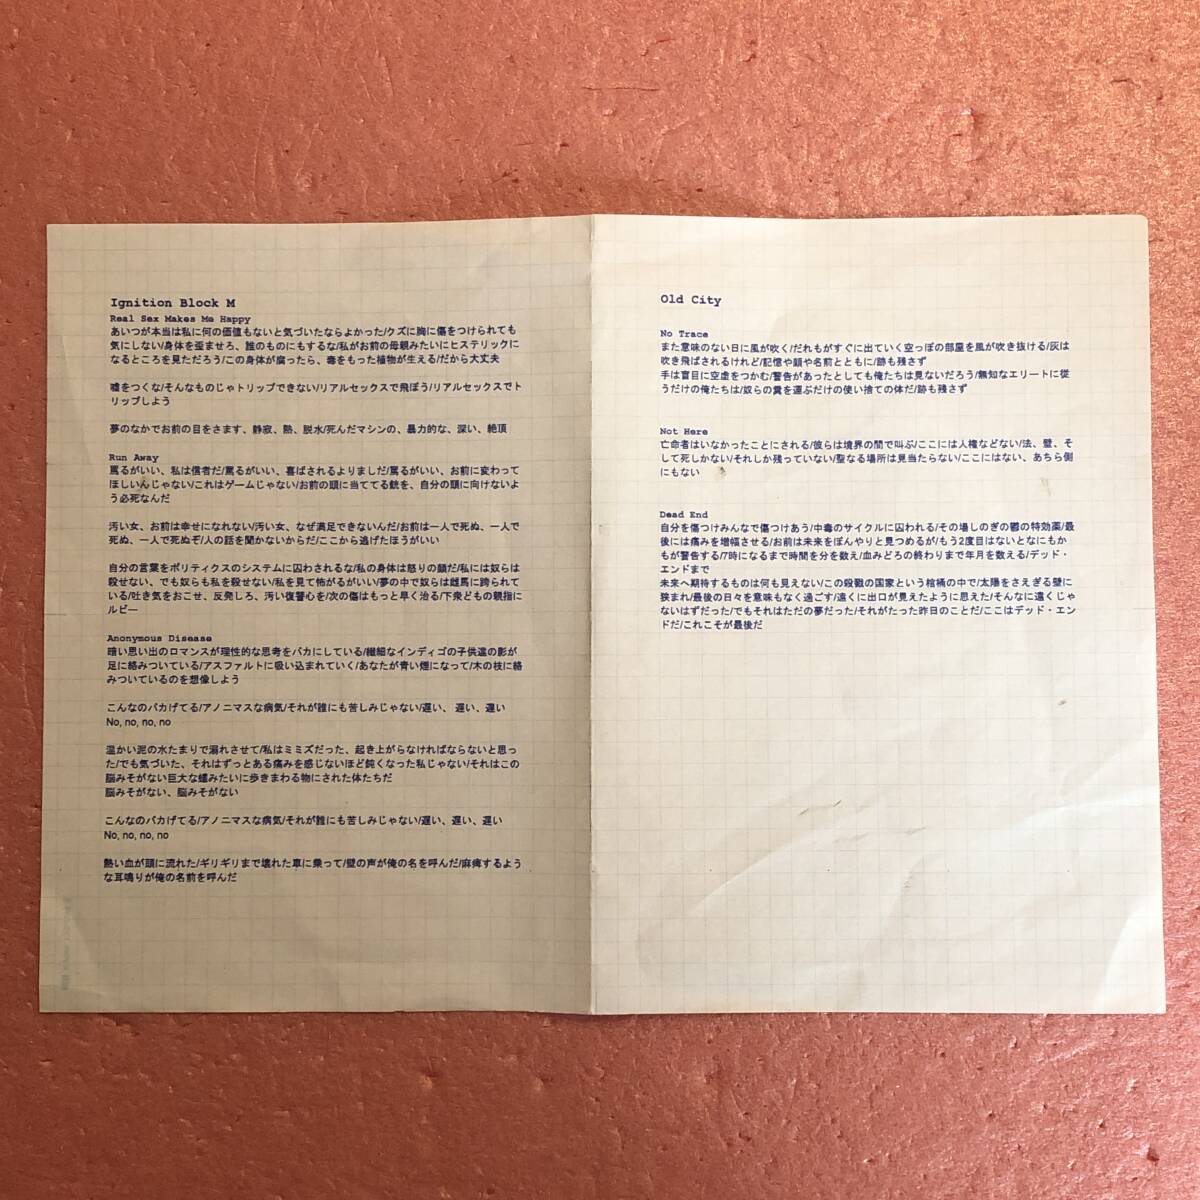 Ignition Block M
Real Sex Makes Me Happy
あいつが本当は私に何の価値もないと気づいたならよかった/クズに胸に傷をつけられても
気にしない/身体を歪ませろ、誰のものにもするな/私がお前の母親みたいにヒステリックに
なるところを見ただろう/この身体が腐ったら、毒をもった植物が生える/だから大丈夫
嘘をつくな/そんなものじゃトリップできない/リアルセックスで飛ぼう/リアルセックスでト
リップしよう
夢のなかでお前の目をさます、静寂、熱、脱水/死んだマシンの、暴力的な、深い、絶頂
Run Away
罵るがいい、私は信者だ/罵るがいい、喜ばされるよりましだ/罵るがいい、お前に変わって
ほしいんじゃない/これはゲームじゃない/お前の頭に当ててる銃を、自分の頭に向けないよ
う必死なんだ
汚い女、お前は幸せになれない/汚い女、なぜ満足できないんだ/お前は一人で死ぬ、一人で
死ぬ、一人で死ぬぞ/人の話を聞かないからだ/ここから逃げたほうがいい
自分の言葉をポリティクスのシステムに囚わされるな/私の身体は怒りの顔だ/私には奴らは
殺せない、でも奴らも私を殺せない/私を見て怖がるがいい/夢の中で奴らは雌馬に跨られて
いる/吐き気をおこせ、反発しろ、汚い復讐心を/次の傷はもっと早く治る/下衆どもの親指に
ルビー
Anonymous Disease
暗い思い出のロマンスが理性的な思考をバカにしている/繊細なインディゴの子供達の影が
足に絡みついている/アスファルトに吸い込まれていく/あなたが青い煙になって/木の枝に絡
みついているのを想像しよう
こんなのバカげてる/アノニマスな病気/それが誰にも苦しみじゃない/遅い、遅い、遅い
No, no, no, no
温かい泥の水たまりで溺れさせて/私はミミズだった、起き上がらなければならないと思っ
た/でも気づいた、それはずっとある痛みを感じないほど鈍くなった私じゃない/それはこの
脳みそがない巨大な蟻みたいに歩きまわる物にされた体たちだ
脳みそがない、脳みそがない
こんなのバカげてる/アノニマスな病気/それが誰にも苦しみじゃない/遅い、遅い、遅い
No, no, no, no
熱い血が頭に流れた/ギリギリまで壊れた車に乗って/壁の声が俺の名を呼んだ/麻痺するよう
な耳鳴りが俺の名前を呼んだ
Old City
No Trace
また意味のない日に風が吹く/だれもがすぐに出ていく空っぽの部屋を風が吹き抜ける/灰は
吹き飛ばされるけれど/記憶や顔や名前とともに/跡も残さず
手は盲目に空虚をつかむ/警告があったとしても俺たちは見ないだろう/無知なエリートに従
うだけの俺たちは/奴らの糞を運ぶだけの使い捨ての体だ/跡も残さず
Not Here
亡命者はいなかったことにされる/彼らは境界の間で叫ぶ/ここには人権などない/法、壁、そ
して死しかない/それしか残っていない/聖なる場所は見当たらない/ここにはない、あちら側
にもない
Dead End
自分を傷つけみんなで傷つけあう/中毒のサイクルに囚われる/その場しのぎの鬱の特効薬/最
後には痛みを増幅させる/お前は未来をぼんやりと見つめるが/もう2度目はないとなにもか
もが警告する/7時になるまで時間を分を数え/血みどろの終わりまで年月を数える/デッド・
エンドまで
未来へ期待するものは何も見えない/この殺戮の国家という棺桶の中で/太陽をさえぎる壁に
狭まれ/最後の日々を意味もなく過ごす/遠くに出口が見えたように思えた/そんなに遠くじゃ
ないはずだった/でもそれはただの夢だった/それがたった昨日のことだ/ここはデッド・エン
ドだ/これこそが最後だ